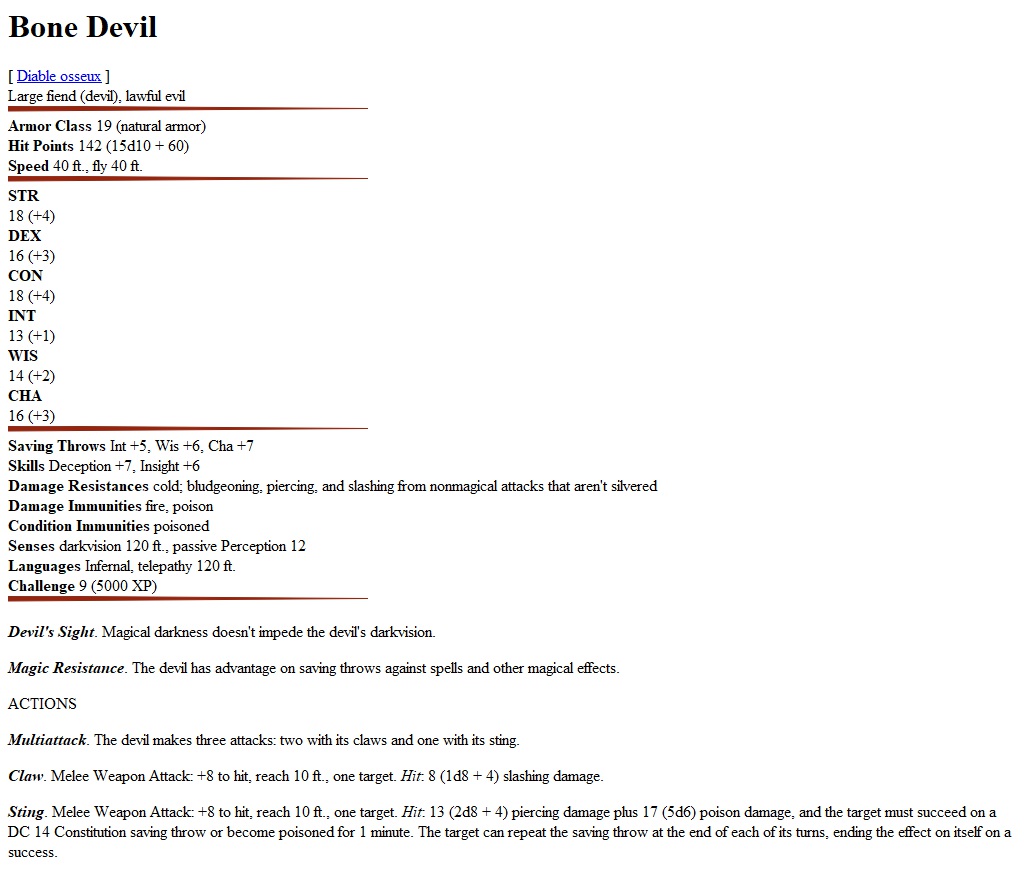 Bone Devil
[ Diable osseux ]
Large fiend (devil), lawful evil
Armor Class 19 (natural armor)
Hit Points 142 (15d10 + 60)
Speed 40 ft., fly 40 ft.
STR
18 (+4)
DEX
16 (+3)
CON
18 (+4)
INT
13 (+1)
WIS
14 (+2)
CHA
16 (+3)
Saving Throws Int +5, Wis +6, Cha +7
Skills Deception +7, Insight +6
Damage Resistances cold; bludgeoning, piercing, and slashing from nonmagical attacks that aren't silvered
Damage Immunities fire, poison
Condition Immunities poisoned
Senses darkvision 120 ft., passive Perception 12
Languages Infernal, telepathy 120 ft.
Challenge 9 (5000 XP)
Devil's Sight. Magical darkness doesn't impede the devil's darkvision.
Magic Resistance. The devil has advantage on saving throws against spells and other magical effects.
ACTIONS
Multiattack. The devil makes three attacks: two with its claws and one with its sting.
Claw. Melee Weapon Attack: +8 to hit, reach 10 ft., one target. Hit: 8 (1d8 + 4) slashing damage.
Sting. Melee Weapon Attack: +8 to hit, reach 10 ft., one target. Hit: 13 (2d8 + 4) piercing damage plus 17 (5d6) poison damage, and the target must succeed on a
DC 14 Constitution saving throw or become poisoned for 1 minute. The target can repeat the saving throw at the end of each of its turns, ending the effect on itself on a
success.